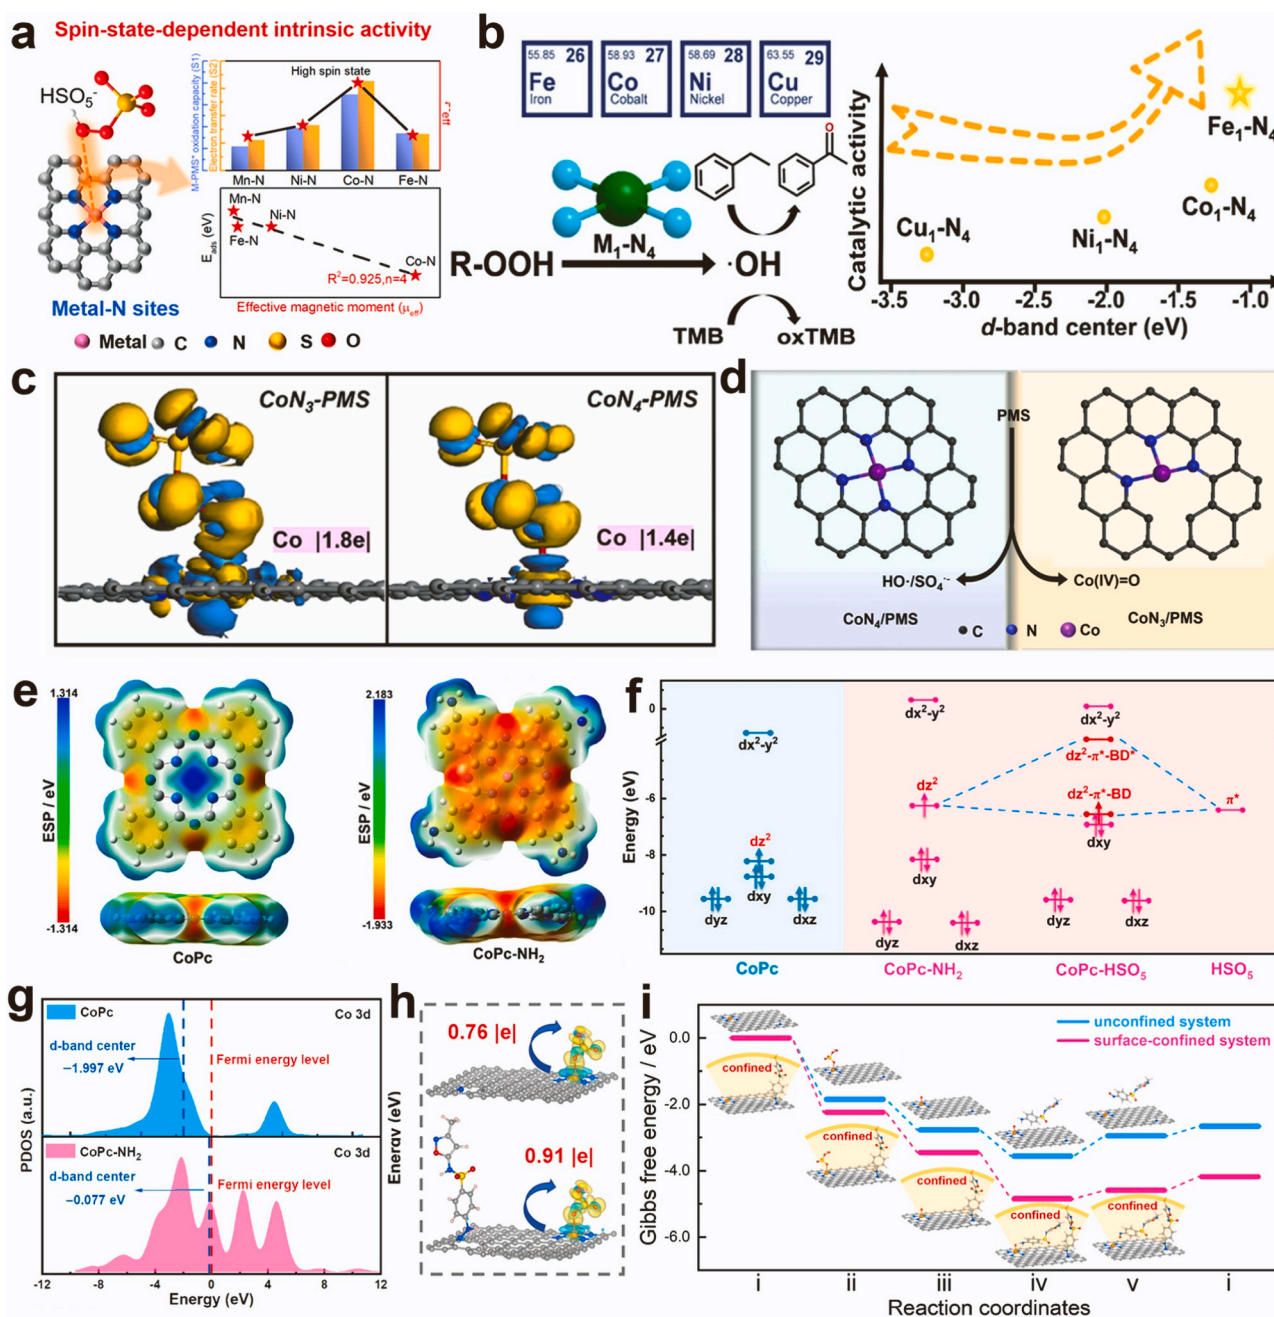 a
Spin-state-dependent intrinsic activity
HSO5-
Metal-N sites
M-PMS* oxidation capacity (S1)
Electron transfer rate (S2)
High spin state
Mn-N Ni-N Co-N Fe-N
Eads (eV)
Mn-N
Fe-N
Ni-N
Co-N
R2=0.925,n=4
Effective magnetic moment (μeff)
Metal C N S O
b
55.85 26
Fe
Iron
58.93 27
Co
Cobalt
58.69 28
Ni
Nickel
63.55 29
Cu
Copper
O
M1-N4
R-OOH
·OH
TMB
oxTMB
Catalytic activity
Fe1-N4
Co1-N4
Ni1-N4
Cu1-N4
-3.5 -3.0 -2.5 -2.0 -1.5 -1.0
d-band center (eV)
c
CoN3-PMS
Co |1.8e|
CoN4-PMS
Co |1.4e|
d
PMS
HO·/SO4·-
Co(IV)=O
CoN4/PMS
CoN3/PMS
C N Co
e
1.314
ESP / eV
-1.314
CoPc
2.183
ESP / eV
-1.933
CoPc-NH2
f
Energy (eV)
0
-6
-8
-10
dx2-y2
dz2
dxy
dyz
dxz
CoPc
dx2-y2
dz2
dxy
dyz
dxz
CoPc-NH2
dx2-y2
dz2-π*-BD*
dz2-π*-BD
dxy
dyz
dxz
CoPc-HSO5
π*
HSO5
g
PDOS (a.u.)
CoPc
Co 3d
d-band center
−1.997 eV
Fermi energy level
CoPc-NH2
Co 3d
d-band center
−0.077 eV
Fermi energy level
-12 -8 -4 0 4 8 12
Energy (eV)
h
Energy (eV)
0.76 |e|
0.91 |e|
i
Gibbs free energy / eV
0.0
-2.0
-4.0
-6.0
unconfined system
surface-confined system
confined
confined
confined
confined
confined
i ii iii iv v i
Reaction coordinates